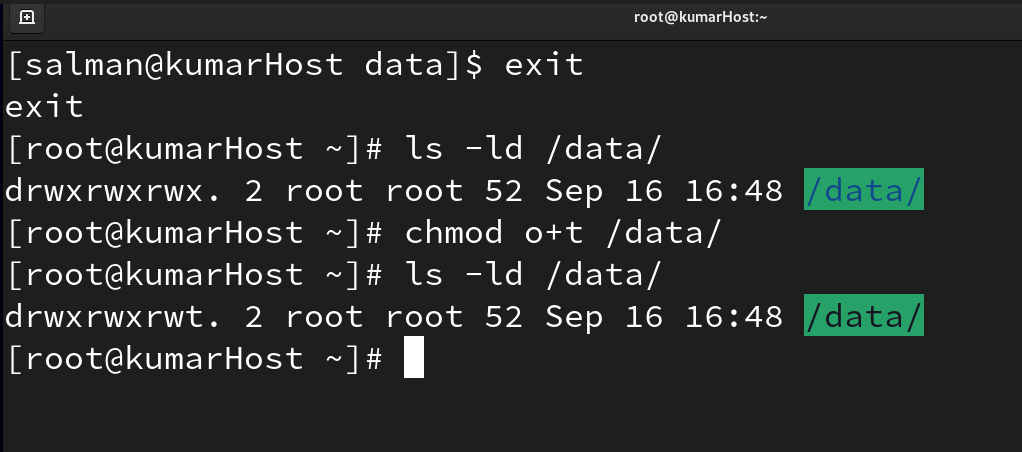 root@kumarHost:~
[salman@kumarHost data]$ exit
exit
[root@kumarHost ~]# ls -ld /data/
drwxrwxrwx. 2 root root 52 Sep 16 16:48 /data/
[root@kumarHost ~]# chmod o+t /data/
[root@kumarHost ~]# ls -ld /data/
drwxrwxrwt. 2 root root 52 Sep 16 16:48 /data/
[root@kumarHost ~]#